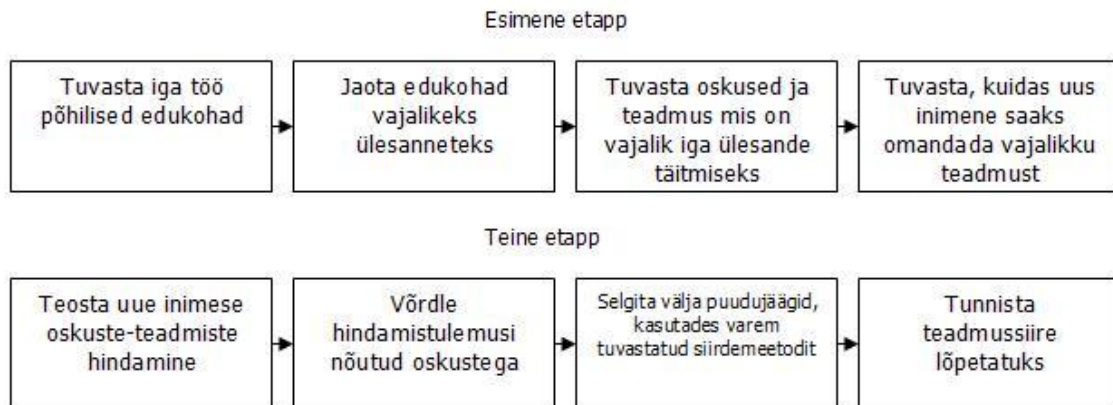 Esimene etapp
Tuvasta iga töö
põhilised edukohad
Jaota edukohad
vajalikeks
ülesanneteks
Tuvasta oskused ja
teadmus mis on
vajalik iga ülesande
täitmiseks
Tuvasta, kuidas uus
inimene saaks
omandada vajalikku
teadmust
Teine etapp
Teosta uue inimese
oskuste-teadmiste
hindamine
Võrdle
hindamistulemusi
nõutud oskustega
Selgita välja puudujäägid,
kasutades varem
tuvastatud siirdemeetodit
Tunnista
teadmussiire
lõpetatuks